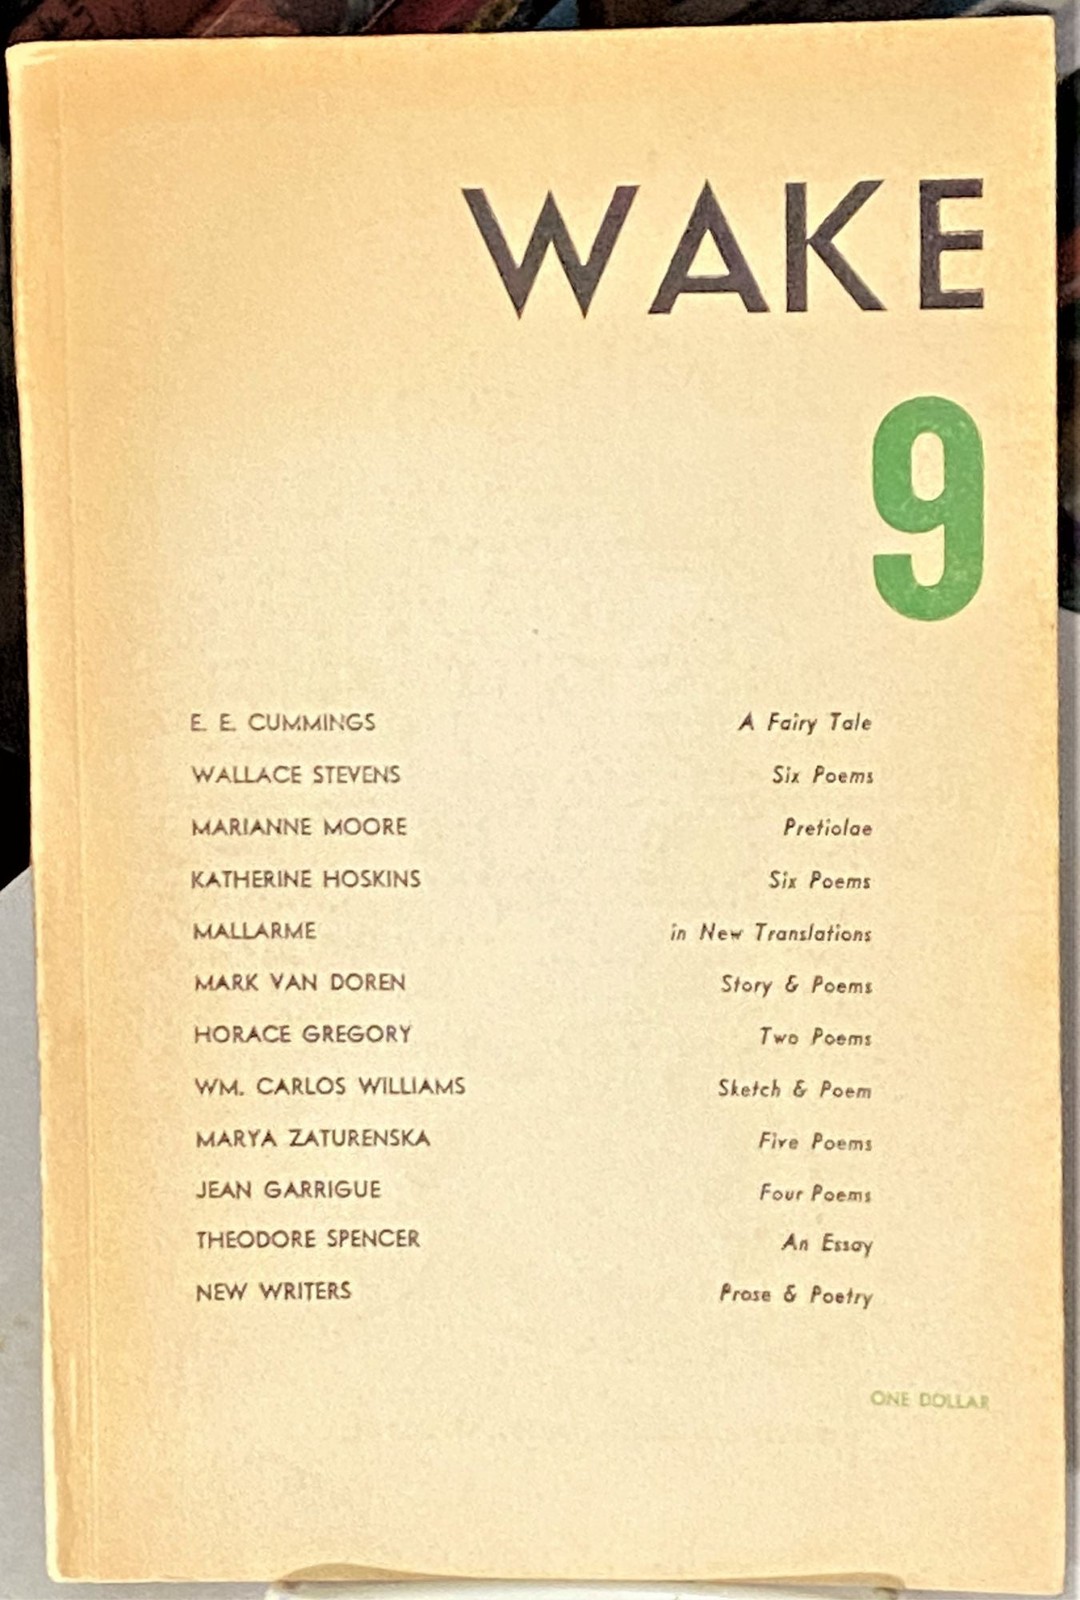 WAKE
9
E. E. CUMMINGS A Fairy Tale
WALLACE STEVENS Six Poems
MARIANNE MOORE Pretiolae
KATHERINE HOSKINS Six Poems
MALLARME in New Translations
MARK VAN DOREN Story & Poems
HORACE GREGORY Two Poems
WM. CARLOS WILLIAMS Sketch & Poem
MARYA ZATURENSKA Five Poems
JEAN GARRIGUE Four Poems
THEODORE SPENCER An Essay
NEW WRITERS Prose & Poetry
ONE DOLLAR